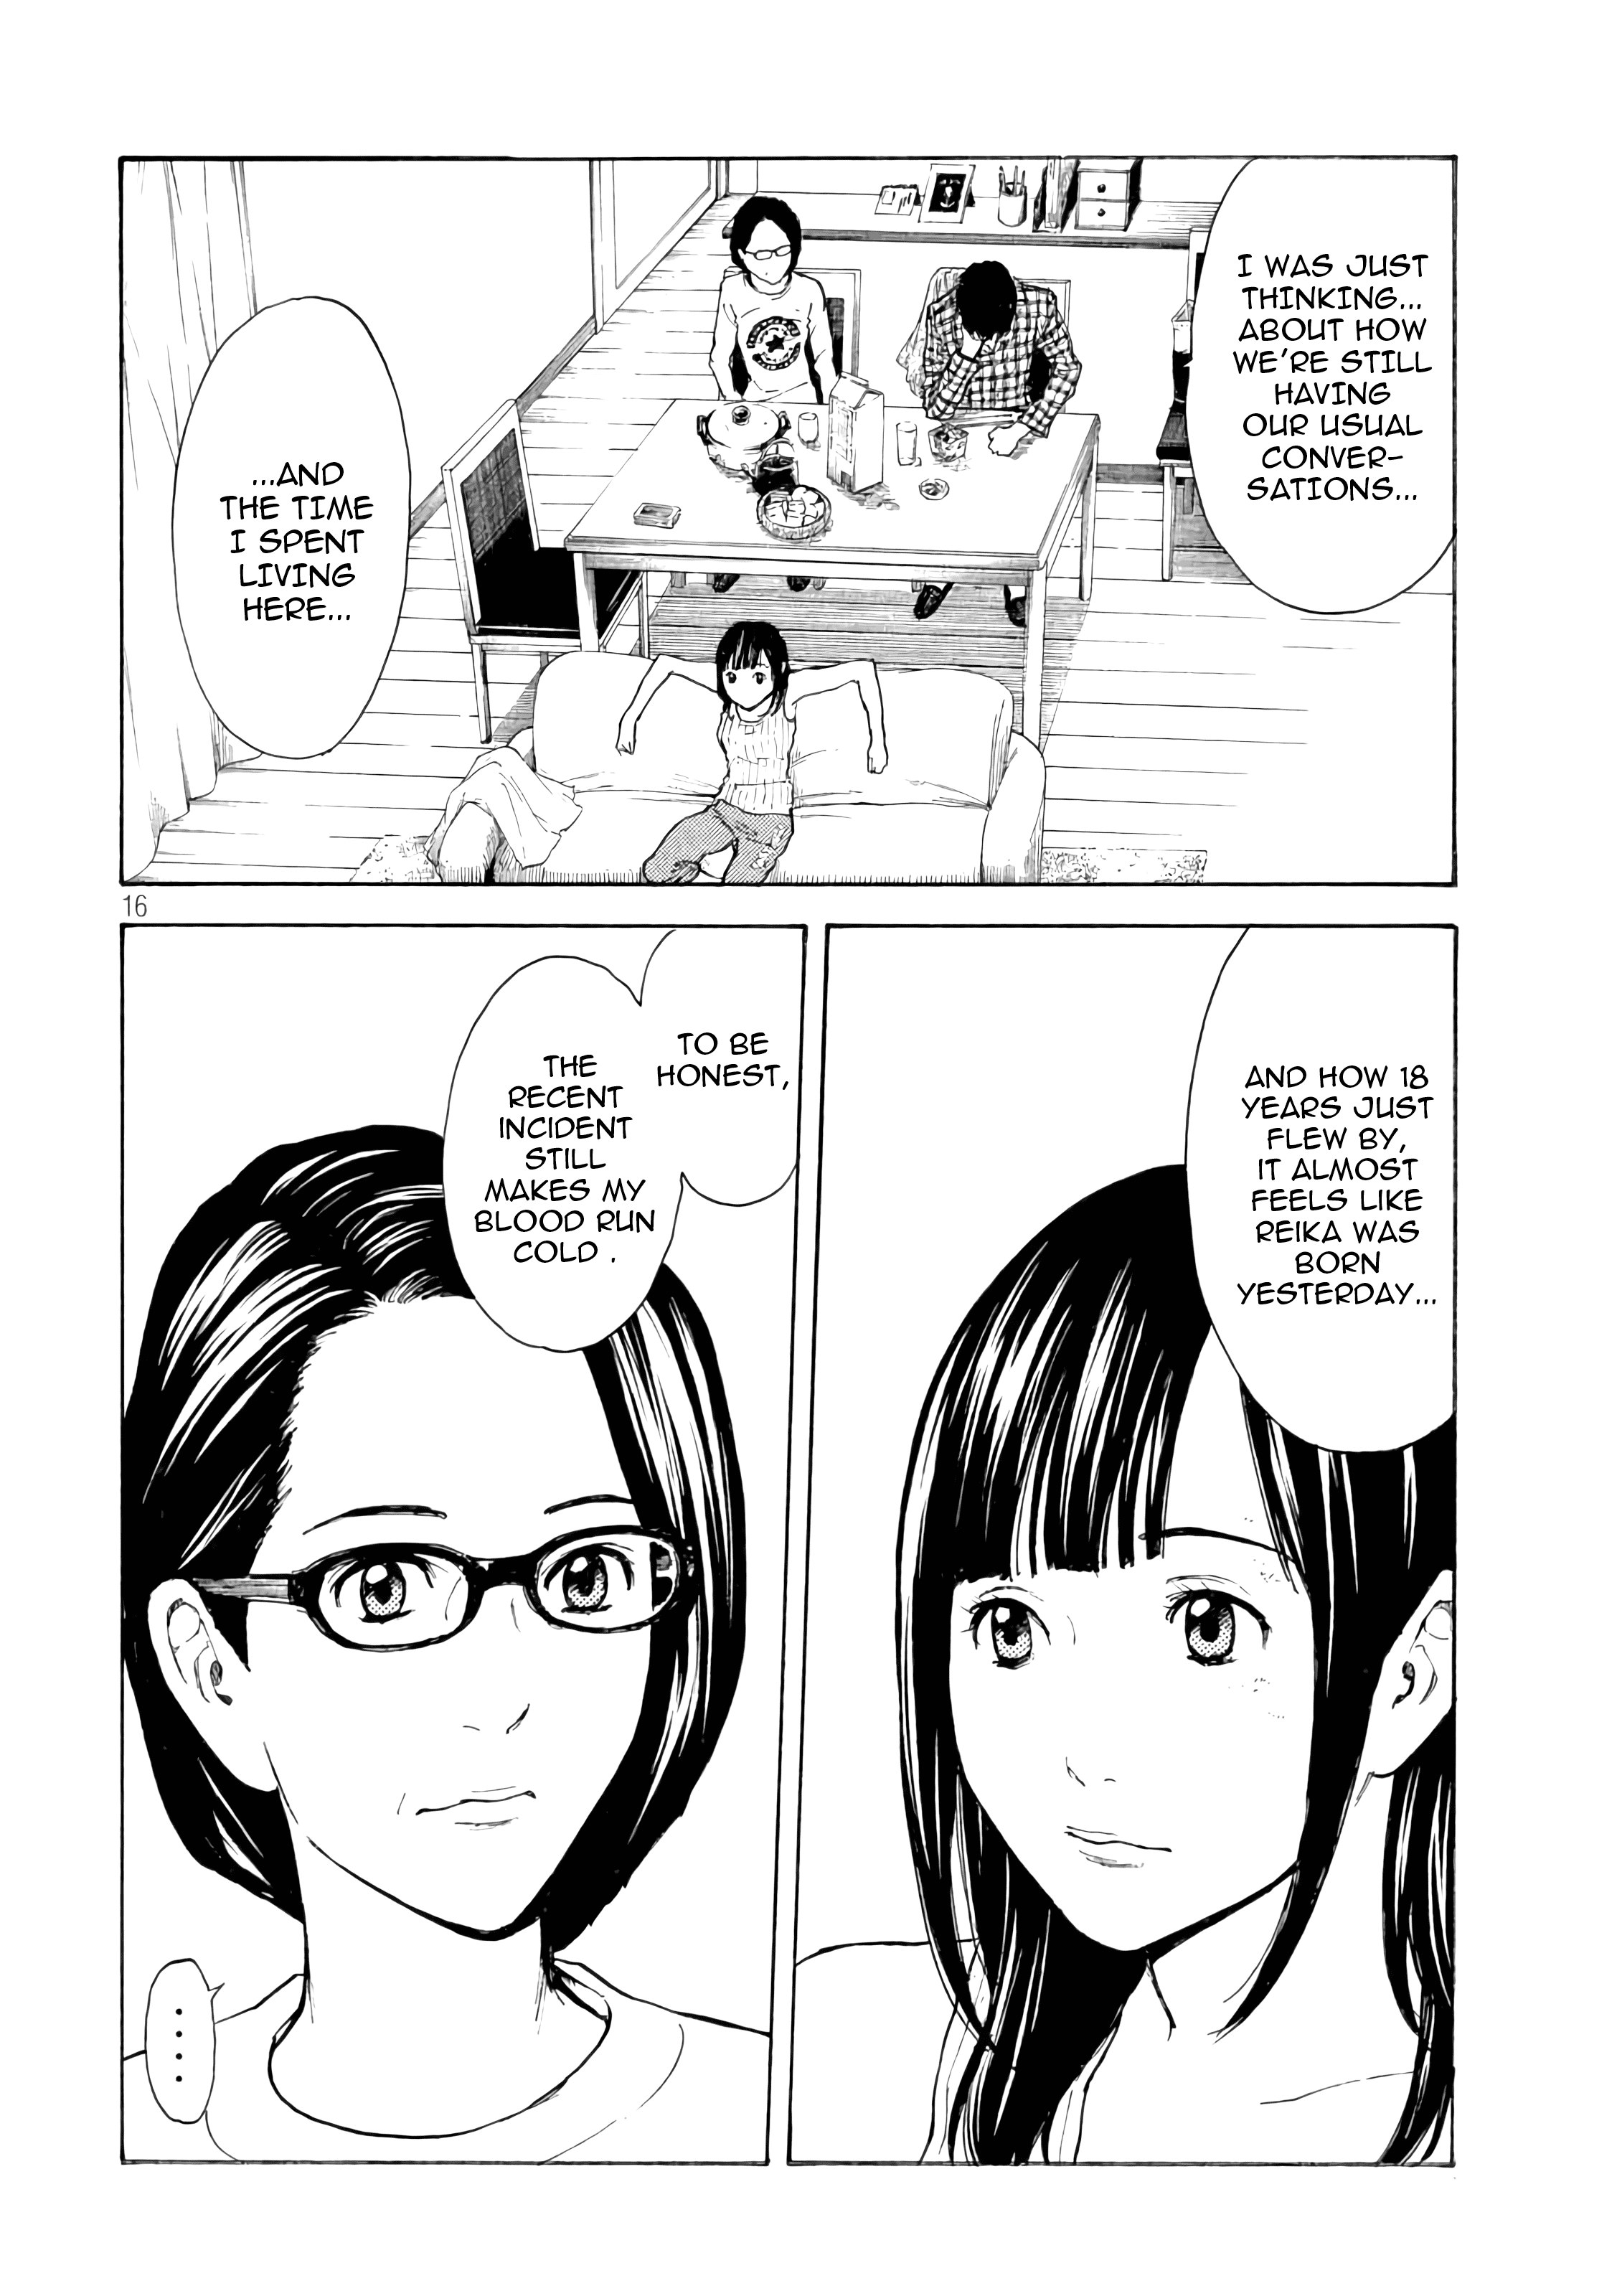 I WAS JUST
THINKING...
ABOUT HOW
WE'RE STILL
HAVING
OUR USUAL
CONVER-
SATIONS...
...AND
THE TIME
I SPENT
LIVING
HERE...
16
AND HOW 18
YEARS JUST
FLEW BY,
IT ALMOST
FEELS LIKE
REIKA WAS
BORN
YESTERDAY...
TO BE
HONEST,
THE
RECENT
INCIDENT
STILL
MAKES MY
BLOOD RUN
COLD .
....